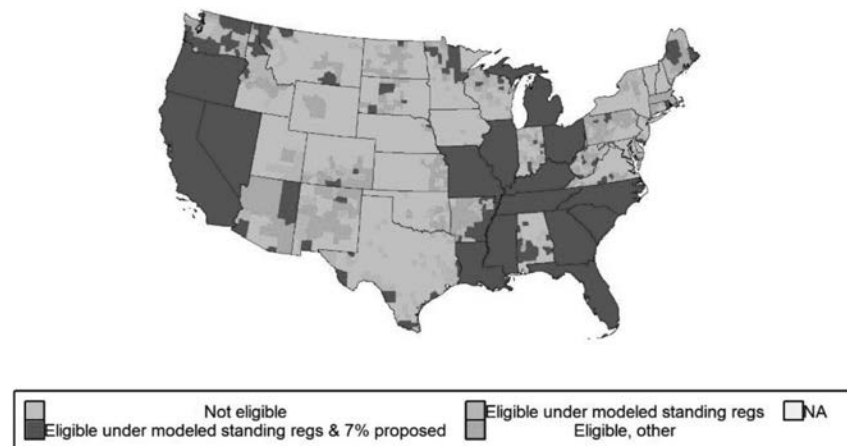 Not eligible Eligible under modeled standing regs NA
Eligible under modeled standing regs & 7% proposed Eligible, other